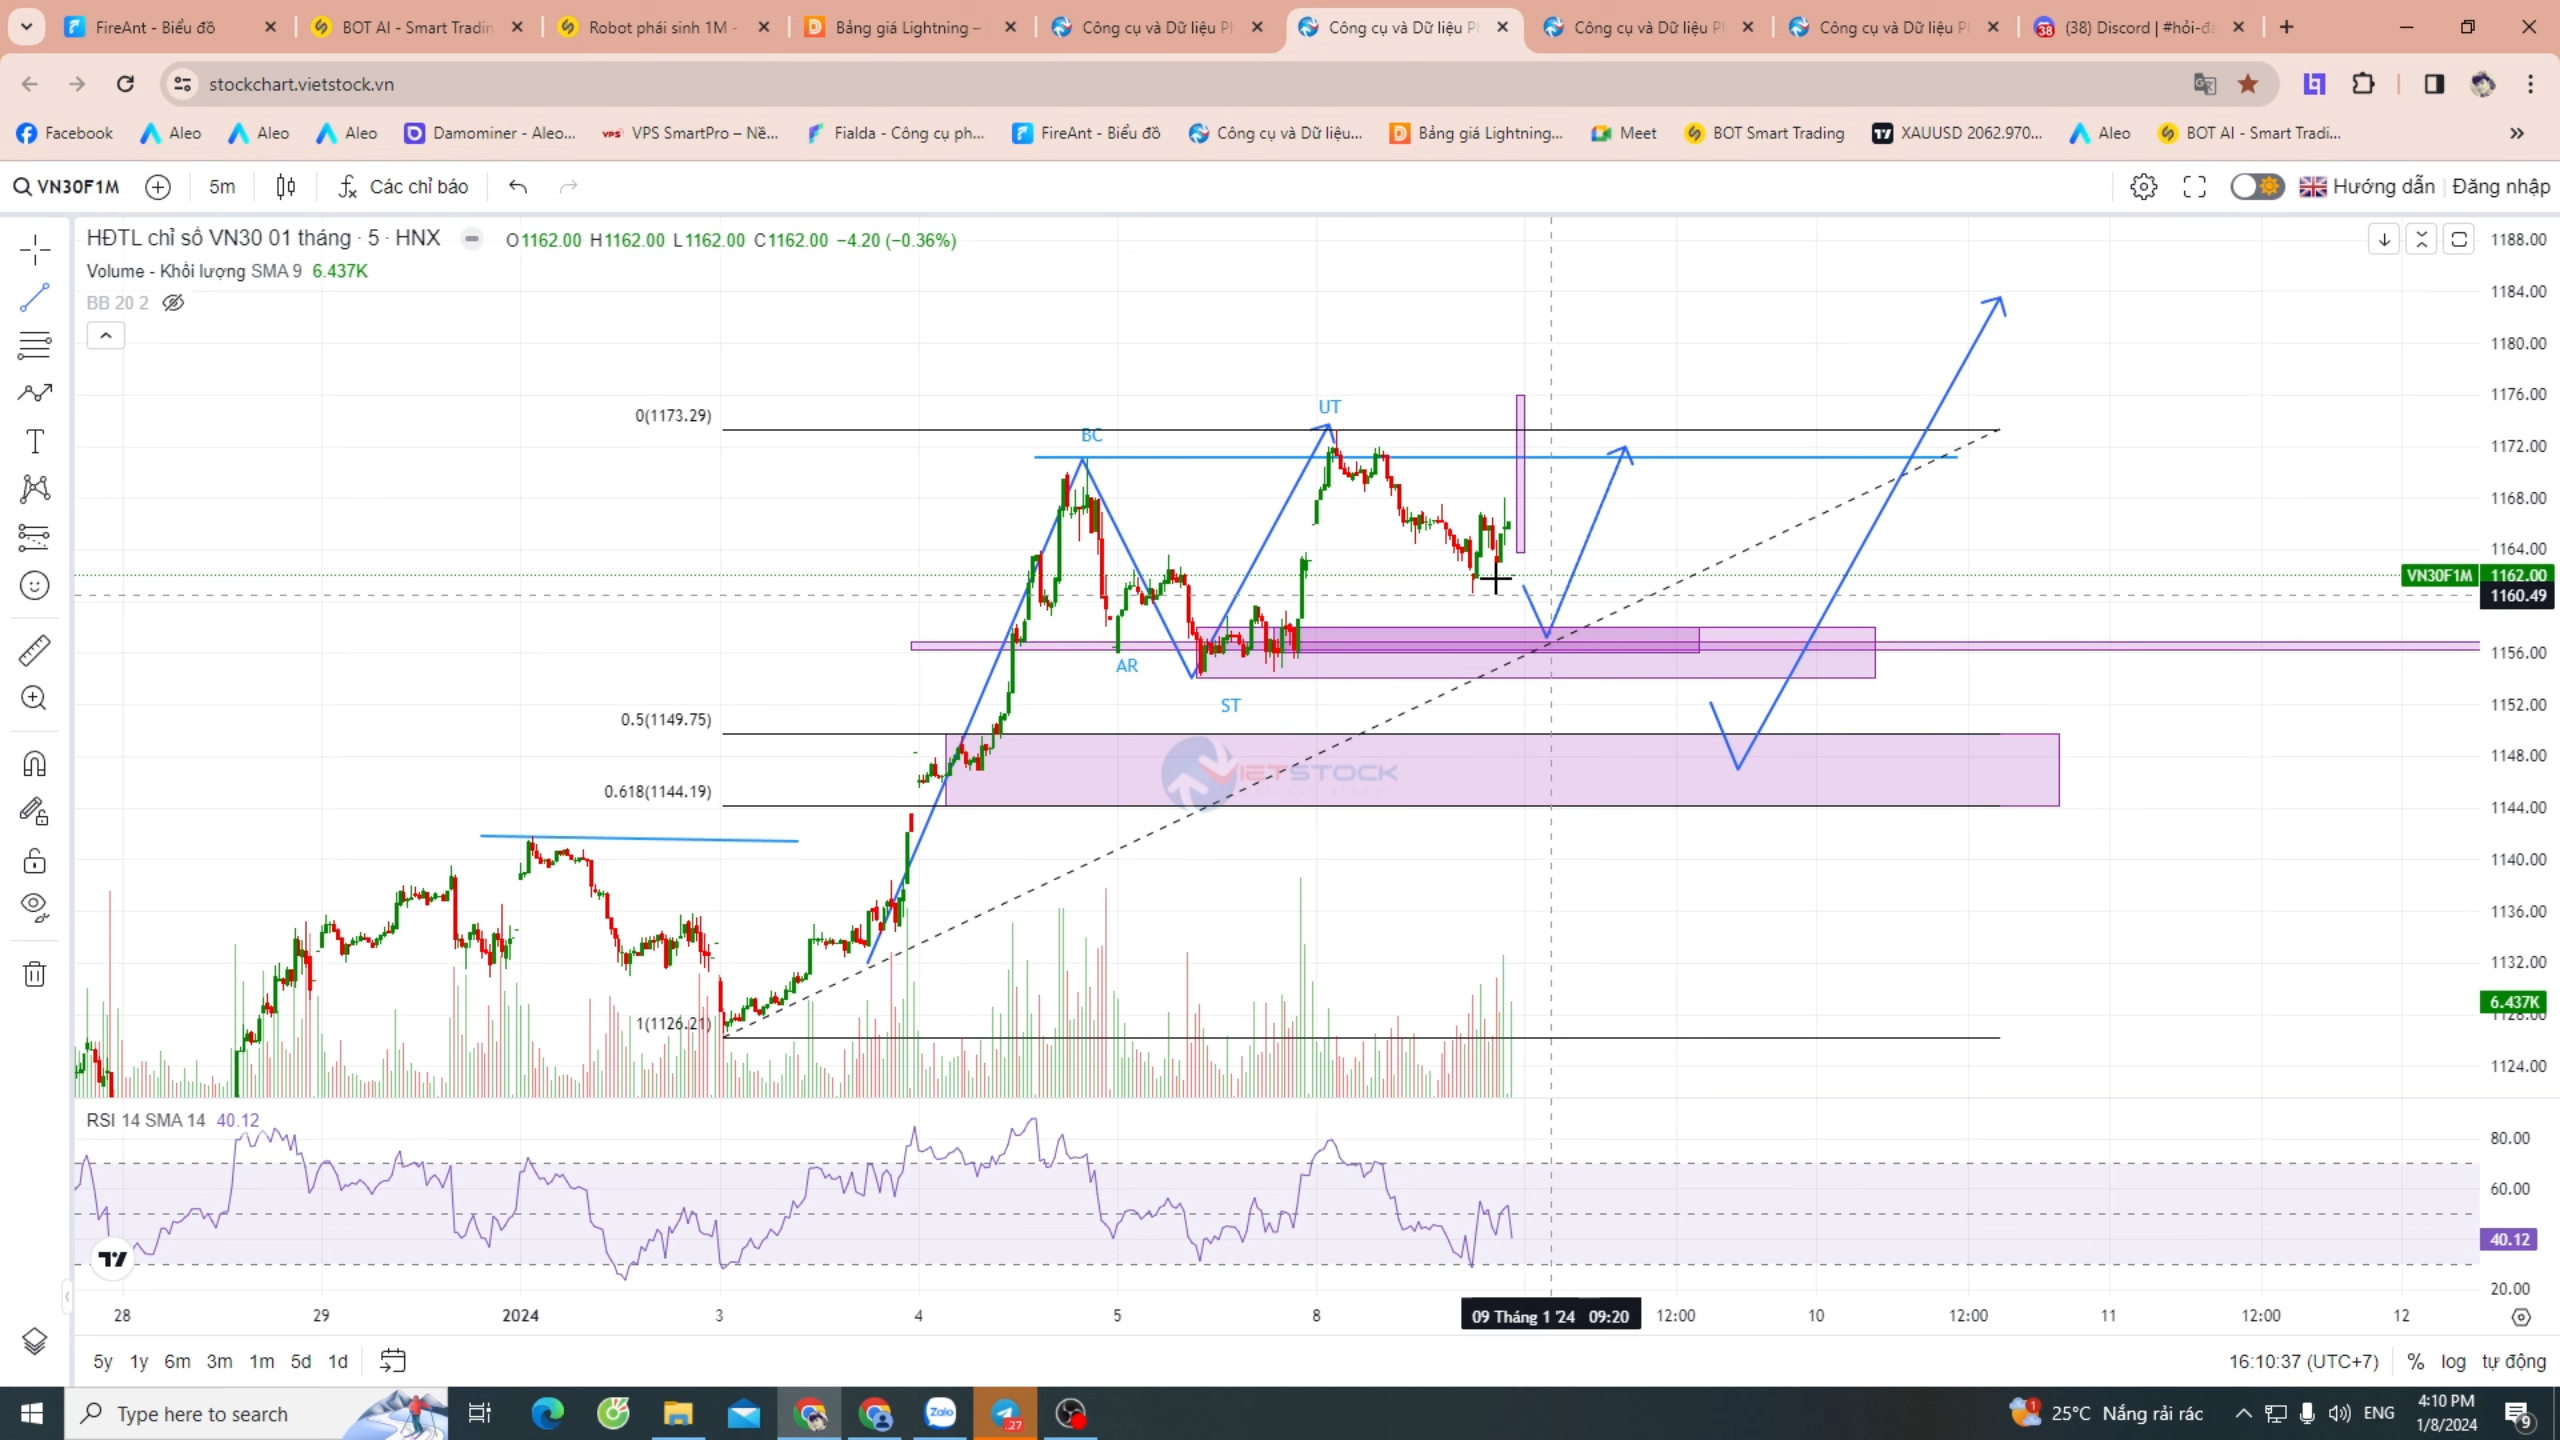 FireAnt - Biểu đồ
BOT AI - Smart Tradin
Robot phái sinh 1M -
Bảng giá Lightning –
Công cụ và Dữ liệu Ph
Công cụ và Dữ liệu Ph
Công cụ và Dữ liệu Ph
Công cụ và Dữ liệu Ph
(38) Discord | #hỏi-đá
stockchart.vietstock.vn
Facebook
Aleo
Aleo
Aleo
Damominer - Aleo...
VPS SmartPro – Nề...
Fialda - Công cụ ph...
FireAnt - Biểu đồ
Công cụ và Dữ liệu...
Bảng giá Lightning...
Meet
BOT Smart Trading
XAUUSD 2062.970...
Aleo
BOT AI - Smart Tradi...
VN30F1M
5m
Các chỉ báo
Hướng dẫn
Đăng nhập
HĐTL chỉ số VN30 01 tháng · 5 · HNX
O1162.00 H1162.00 L1162.00 C1162.00 −4.20 (−0.36%)
Volume - Khối lượng SMA 9 6.437K
BB 20 2
1188.00
1184.00
1180.00
1176.00
1172.00
1168.00
1164.00
VN30F1M 1162.00
1160.49
1156.00
1152.00
1148.00
1144.00
1140.00
1136.00
1132.00
6.437K
1128.00
1124.00
0(1173.29)
BC
UT
AR
ST
0.5(1149.75)
0.618(1144.19)
1(1126.21)
VIETSTOCK
RSI 14 SMA 14 40.12
80.00
60.00
40.12
20.00
28
29
2024
3
4
5
8
09 Tháng 1 '24 09:20
12:00
10
12:00
11
12:00
12
5y 1y 6m 3m 1m 5d 1d
16:10:37 (UTC+7)
% log tự động
Type here to search
Zalo
27
25°C Nắng rải rác
ENG
4:10 PM
1/8/2024
9